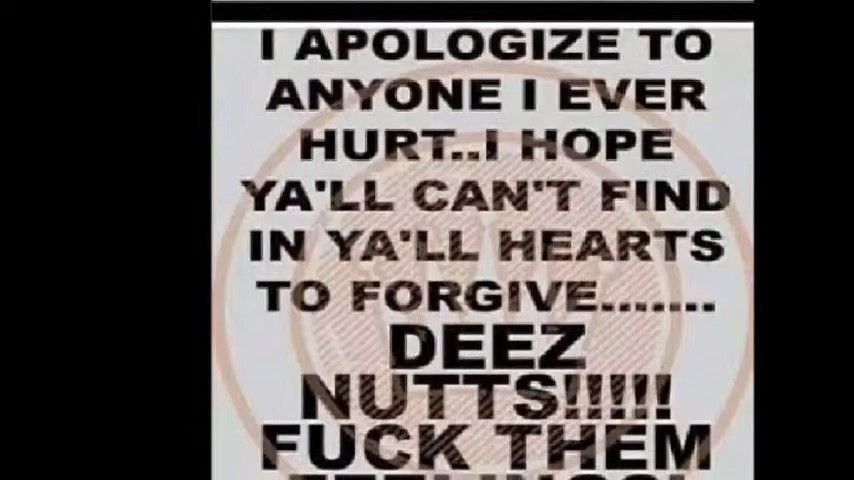 I APOLOGIZE TO
ANYONE I EVER
HURT..I HOPE
YA'LL CAN'T FIND
IN YA'LL HEARTS
TO FORGIVE.......
DEEZ
NUTTS!!!!!!
FUCK THEM